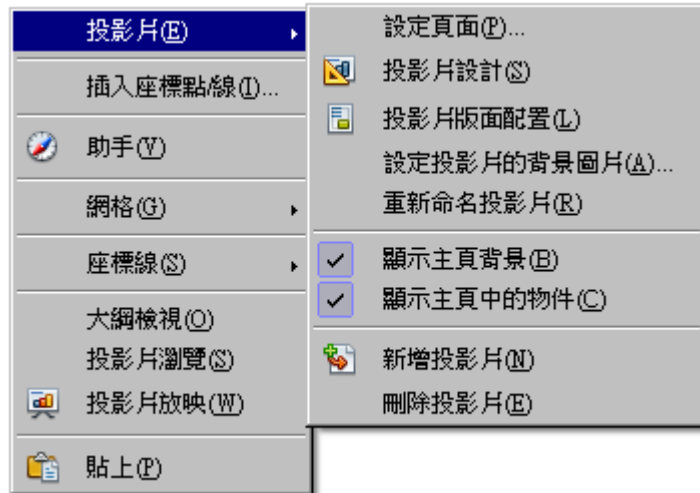 投影片(E)
插入座標點/線(I)...
助手(V)
網格(G)
座標線(S)
大綱檢視(O)
投影片瀏覽(S)
投影片放映(W)
貼上(P)
設定頁面(P)...
投影片設計(S)
投影片版面配置(L)
設定投影片的背景圖片(A)...
重新命名投影片(R)
顯示主頁背景(B)
顯示主頁中的物件(C)
新增投影片(N)
刪除投影片(E)